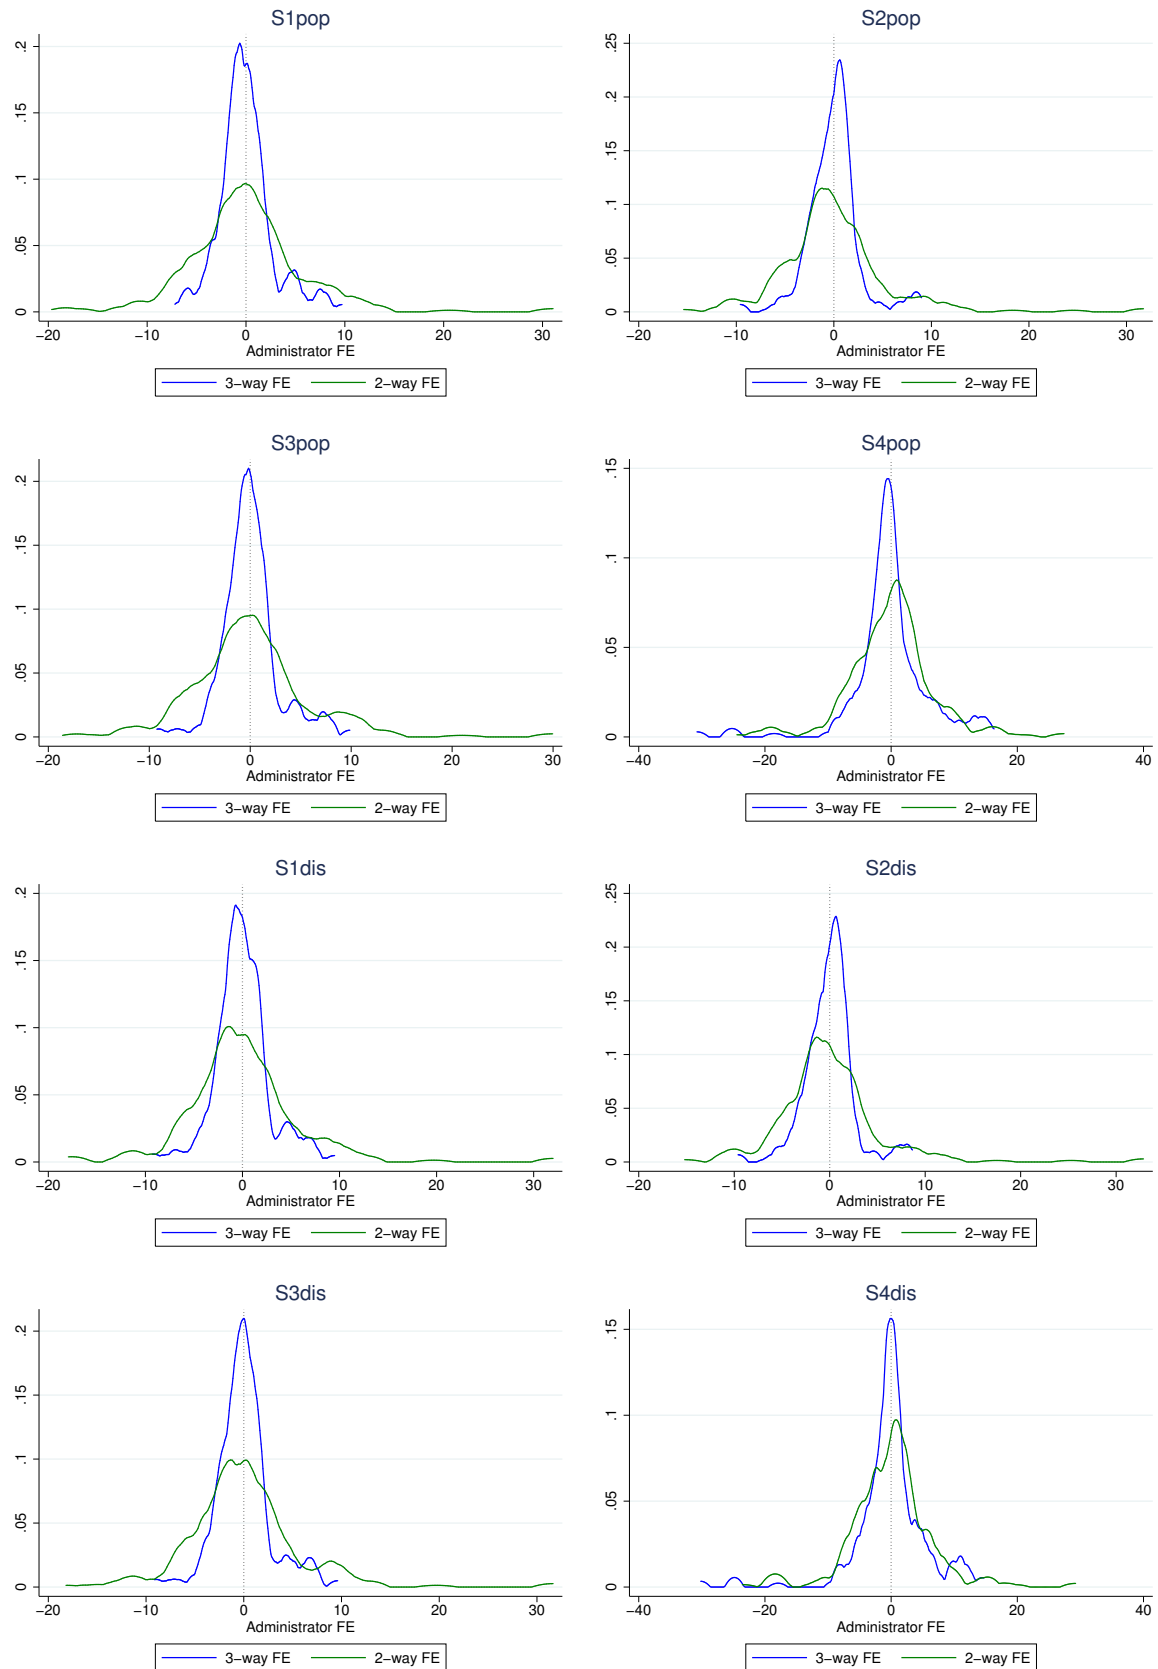 S1pop
0 .05 .1 .15 .2
−20 −10 0 10 20 30
Administrator FE
3−way FE 2−way FE
S2pop
0 .05 .1 .15 .2 .25
−20 −10 0 10 20 30
Administrator FE
3−way FE 2−way FE
S3pop
0 .05 .1 .15 .2
−20 −10 0 10 20 30
Administrator FE
3−way FE 2−way FE
S4pop
0 .05 .1 .15
−40 −20 0 20 40
Administrator FE
3−way FE 2−way FE
S1dis
0 .05 .1 .15 .2
−20 −10 0 10 20 30
Administrator FE
3−way FE 2−way FE
S2dis
0 .05 .1 .15 .2 .25
−20 −10 0 10 20 30
Administrator FE
3−way FE 2−way FE
S3dis
0 .05 .1 .15 .2
−20 −10 0 10 20 30
Administrator FE
3−way FE 2−way FE
S4dis
0 .05 .1 .15
−40 −20 0 20 40
Administrator FE
3−way FE 2−way FE